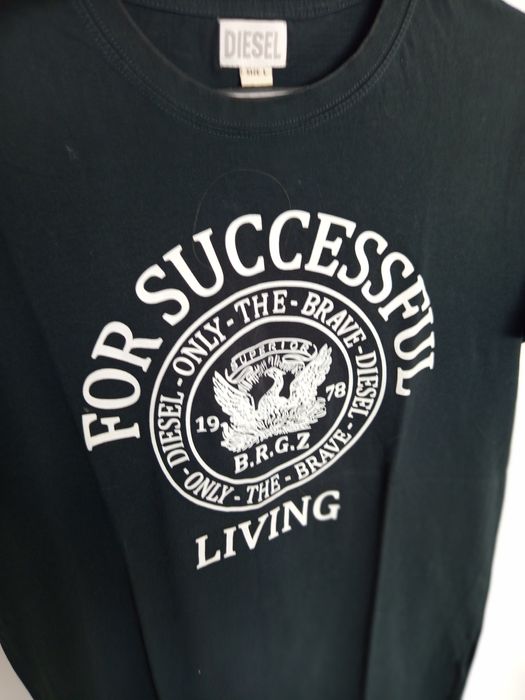 DIESEL
FOR SUCCESSFUL
DIESEL - ONLY - THE - BRAVE - DIESEL - ONLY - THE - BRAVE -
SUPERIOR
19 78
B.R.G.Z
LIVING